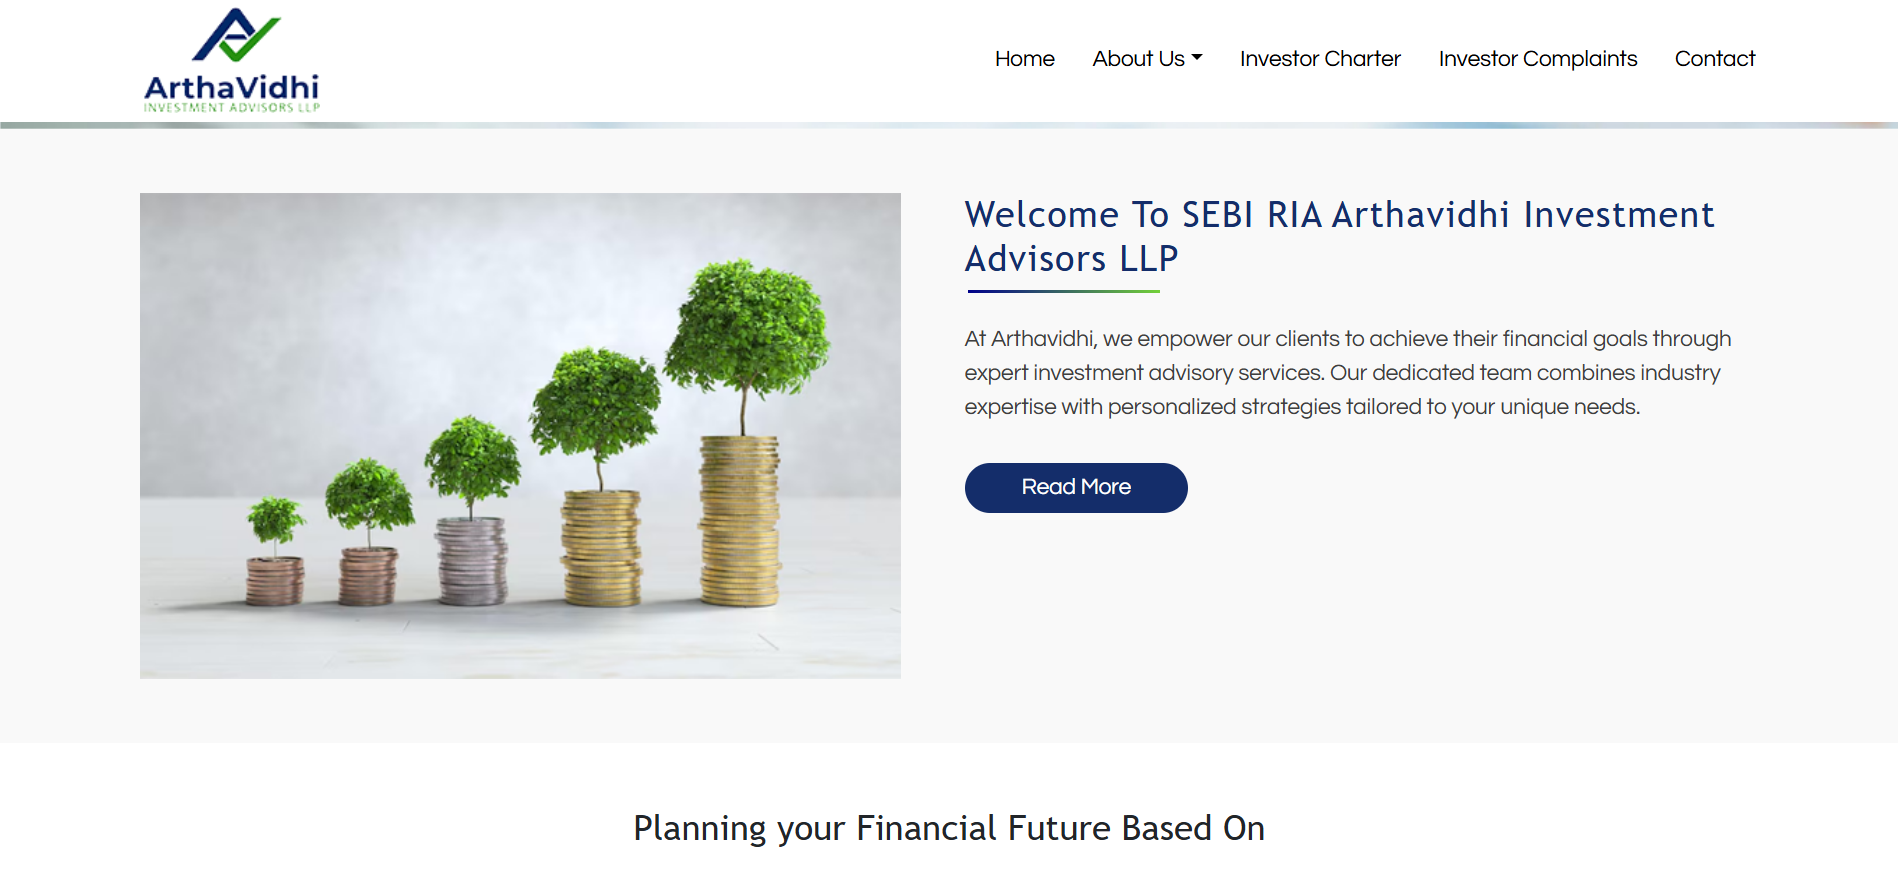 ArthaVidhi
INVESTMENT ADVISORS LLP
Home About Us Investor Charter Investor Complaints Contact
Welcome To SEBI RIA Arthavidhi Investment
Advisors LLP
At Arthavidhi, we empower our clients to achieve their financial goals through
expert investment advisory services. Our dedicated team combines industry
expertise with personalized strategies tailored to your unique needs.
Read More
Planning your Financial Future Based On